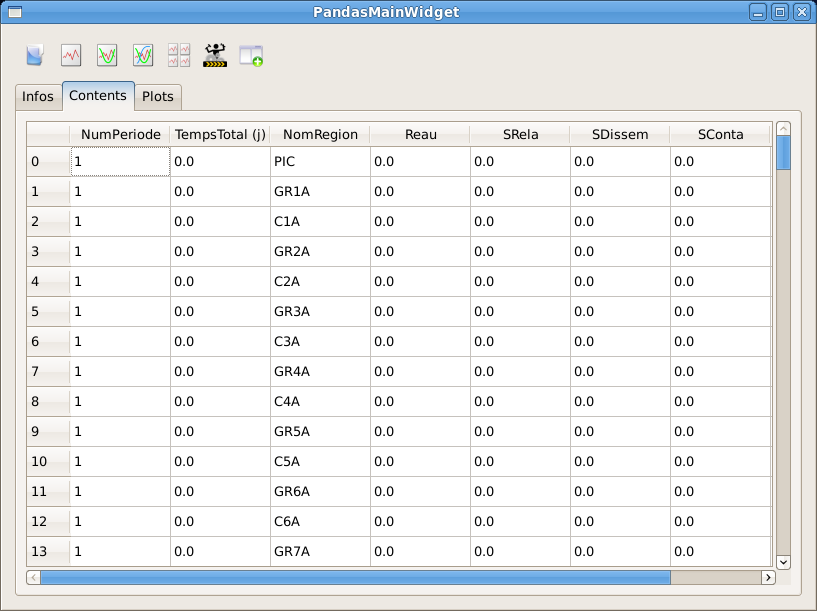 PandasMainWidget
Infos Contents Plots
NumPeriode TempsTotal (j) NomRegion Reau SRela SDissem SConta
0 1 0.0 PIC 0.0 0.0 0.0 0.0
1 1 0.0 GR1A 0.0 0.0 0.0 0.0
2 1 0.0 C1A 0.0 0.0 0.0 0.0
3 1 0.0 GR2A 0.0 0.0 0.0 0.0
4 1 0.0 C2A 0.0 0.0 0.0 0.0
5 1 0.0 GR3A 0.0 0.0 0.0 0.0
6 1 0.0 C3A 0.0 0.0 0.0 0.0
7 1 0.0 GR4A 0.0 0.0 0.0 0.0
8 1 0.0 C4A 0.0 0.0 0.0 0.0
9 1 0.0 GR5A 0.0 0.0 0.0 0.0
10 1 0.0 C5A 0.0 0.0 0.0 0.0
11 1 0.0 GR6A 0.0 0.0 0.0 0.0
12 1 0.0 C6A 0.0 0.0 0.0 0.0
13 1 0.0 GR7A 0.0 0.0 0.0 0.0